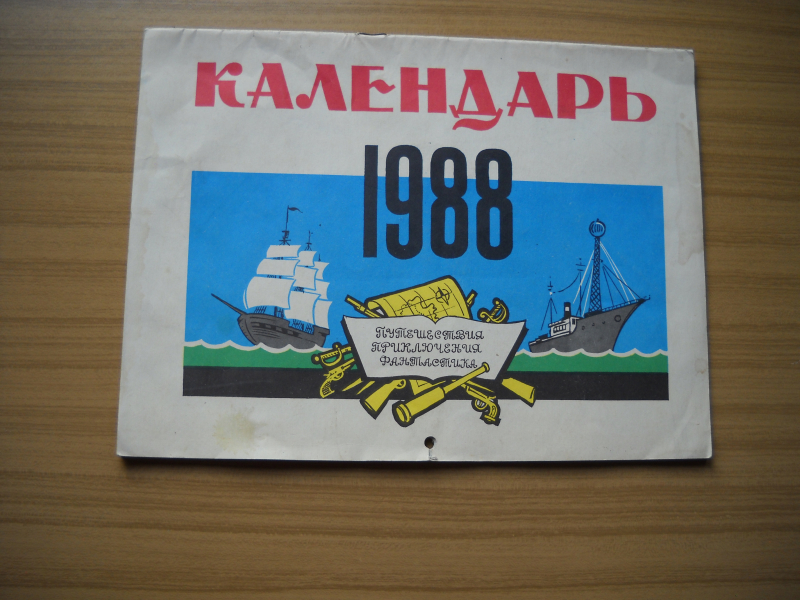 КАЛЕНДАРЬ
1988
ПУТЕШЕСТВИЯ
ПРИКЛЮЧЕНИЯ
ФАНТАСТИКА